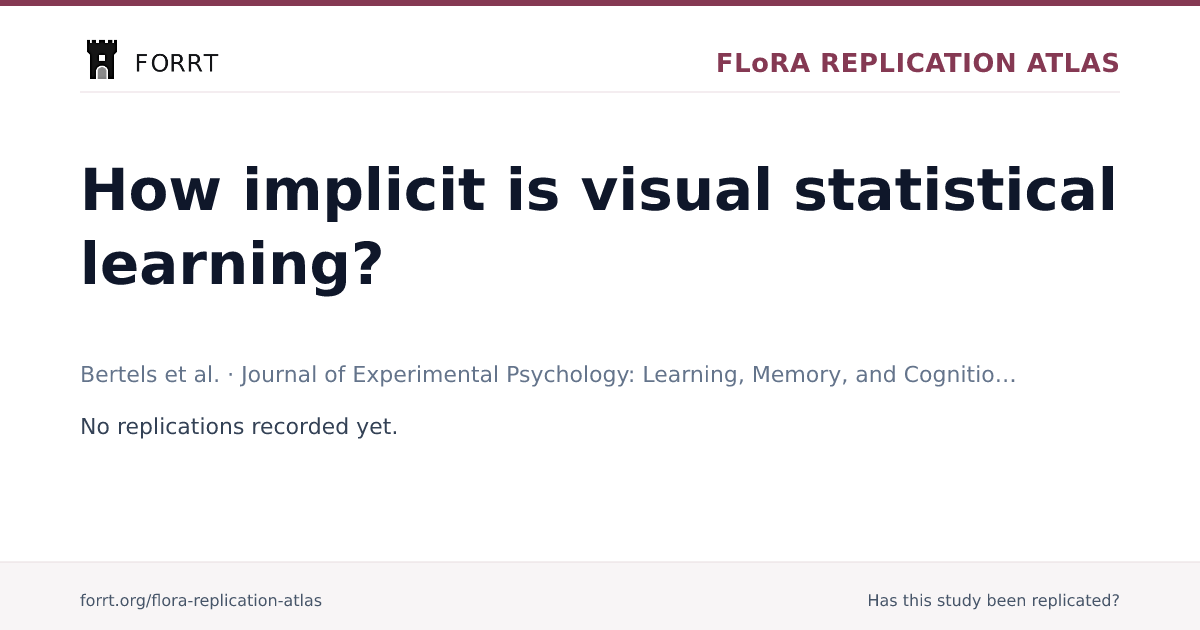 FORRT
FLoRA REPLICATION ATLAS
How implicit is visual statistical
learning?
Bertels et al. · Journal of Experimental Psychology: Learning, Memory, and Cognitio…
No replications recorded yet.
forrt.org/flora-replication-atlas
Has this study been replicated?